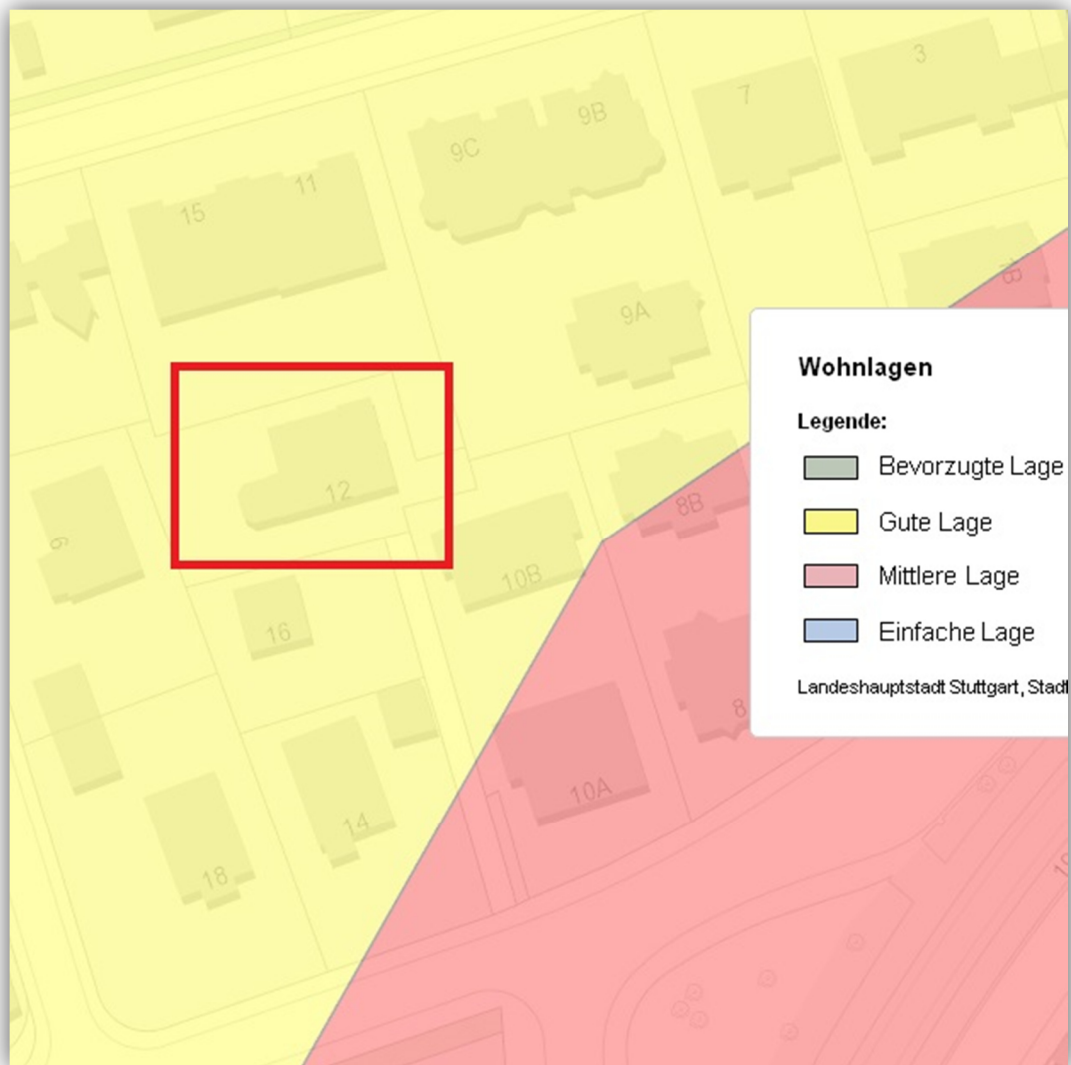 3
7
9B
9C
11
15
9A
Wohnlagen
Legende:
Bevorzugte Lage
Gute Lage
Mittlere Lage
Einfache Lage
Landeshauptstadt Stuttgart, Stadt
12
8B
10B
16
8
10A
14
18